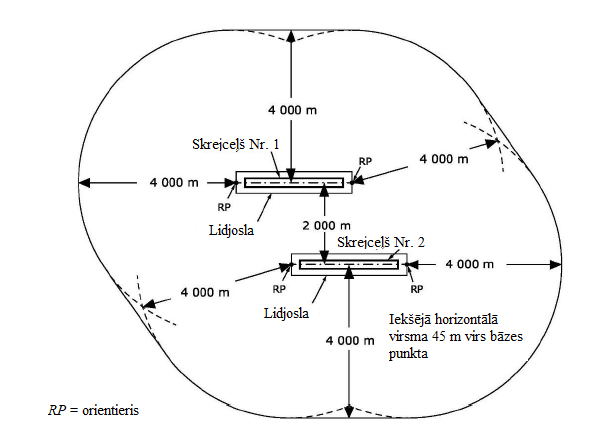 4 000 m
Skrejceļš Nr. 1
RP
4 000 m
4 000 m
RP
Lidjosla
2 000 m
Skrejceļš Nr. 2
4 000 m
4 000 m
RP
RP
Lidjosla
4 000 m
Iekšējā horizontālā
virsma 45 m virs bāzes
punkta
RP = orientieris